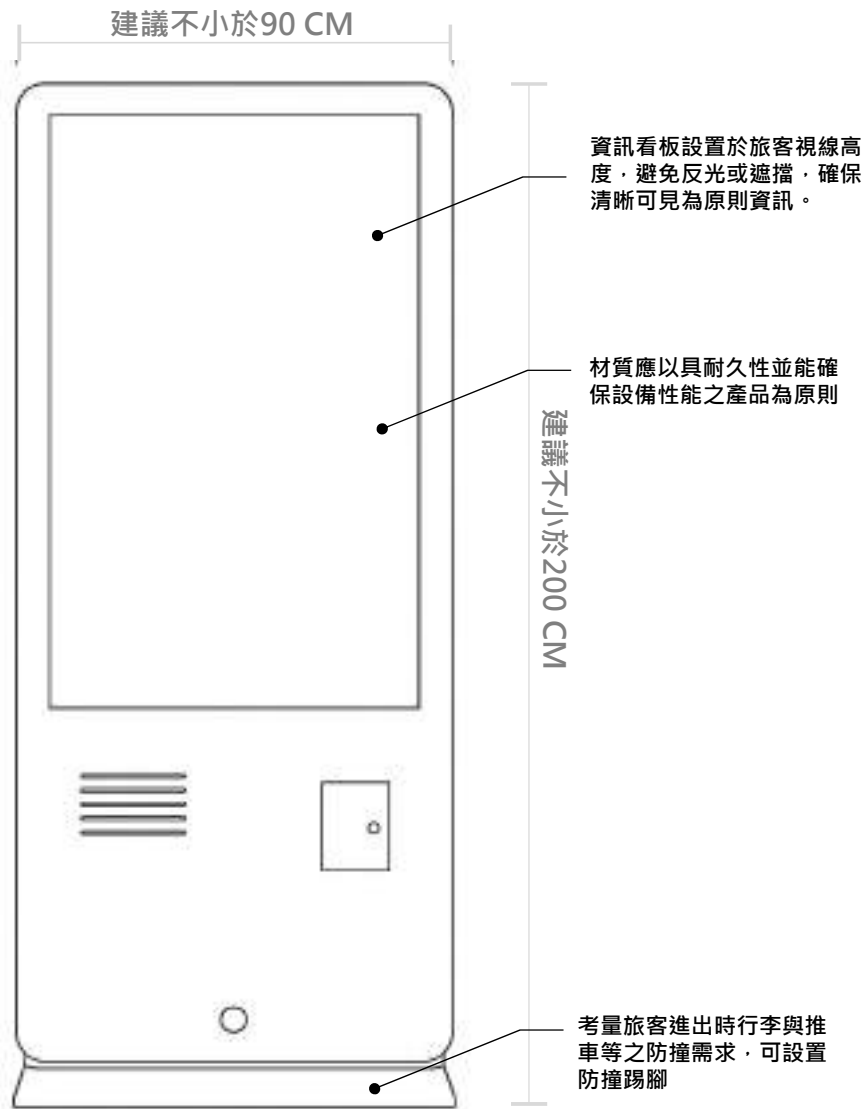 建議不小於90 CM
資訊看板設置於旅客視線高
度，避免反光或遮擋，確保
清晰可見為原則資訊。
材質應以具耐久性並能確
保設備性能之產品為原則
建議不小於200 CM
考量旅客進出時行李與推
車等之防撞需求，可設置
防撞踢腳